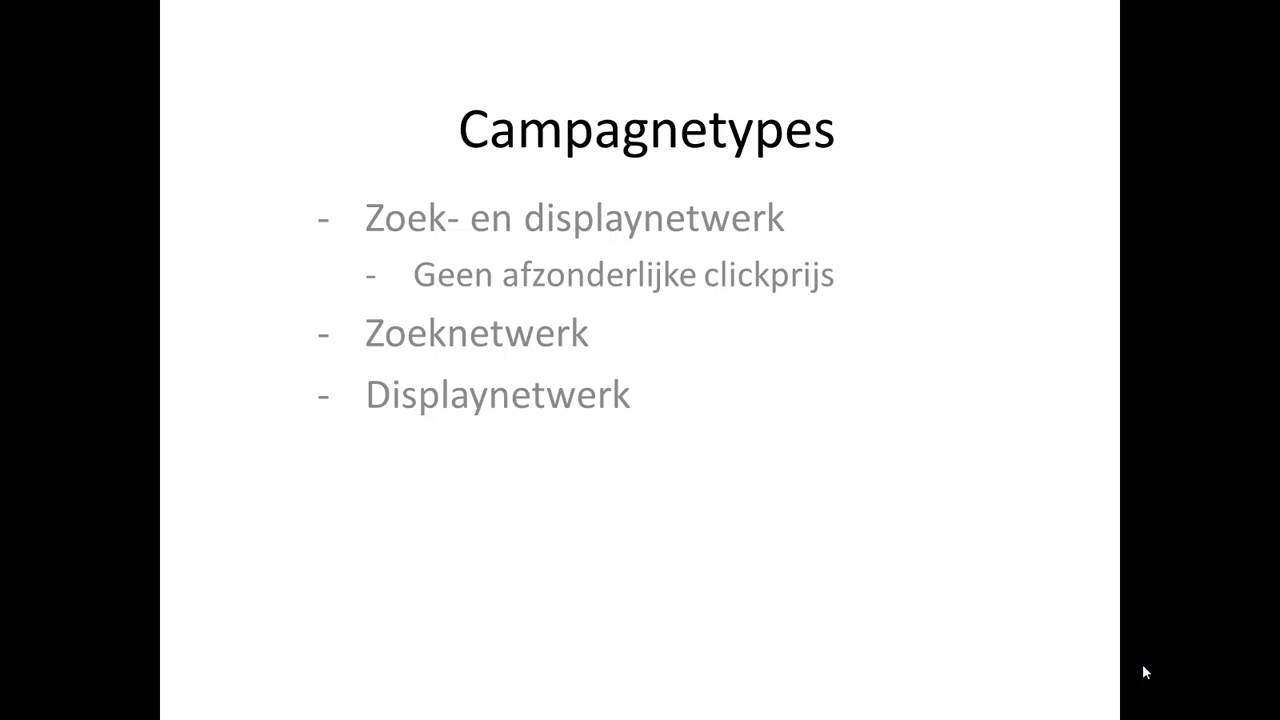 Campagnetypes
- Zoek- en displaynetwerk
- Geen afzonderlijke clickprijs
- Zoeknetwerk
- Displaynetwerk